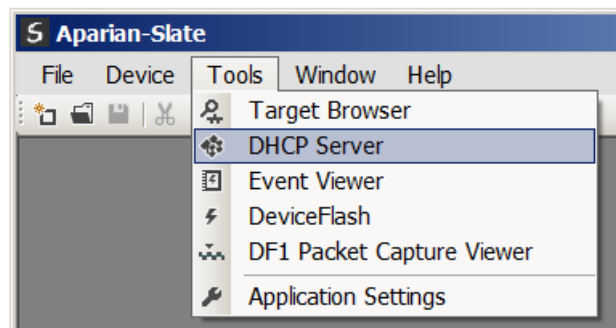 S Aparian-Slate
File Device Tools Window Help
Target Browser
DHCP Server
Event Viewer
DeviceFlash
DF1 Packet Capture Viewer
Application Settings